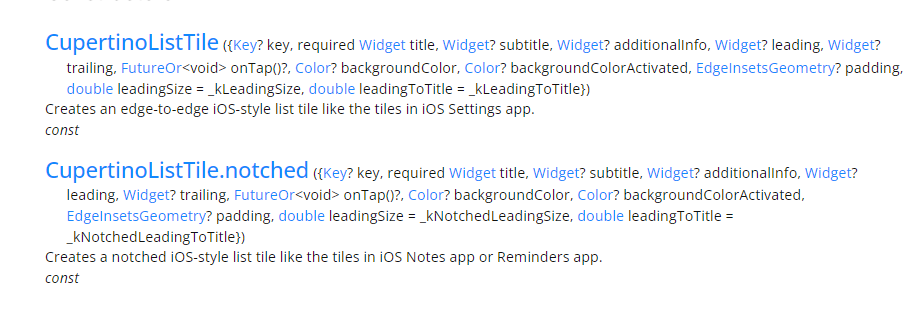 CupertinoListTile ({Key? key, required Widget title, Widget? subtitle, Widget? additionalInfo, Widget? leading, Widget?
trailing, FutureOr<void> onTap()?, Color? backgroundColor, Color? backgroundColorActivated, EdgeInsetsGeometry? padding,
double leadingSize = _kLeadingSize, double leadingToTitle = _kLeadingToTitle})
Creates an edge-to-edge iOS-style list tile like the tiles in iOS Settings app.
const
CupertinoListTile.notched ({Key? key, required Widget title, Widget? subtitle, Widget? additionalInfo, Widget?
leading, Widget? trailing, FutureOr<void> onTap()?, Color? backgroundColor, Color? backgroundColorActivated,
EdgeInsetsGeometry? padding, double leadingSize = _kNotchedLeadingSize, double leadingToTitle =
_kNotchedLeadingToTitle})
Creates a notched iOS-style list tile like the tiles in iOS Notes app or Reminders app.
const